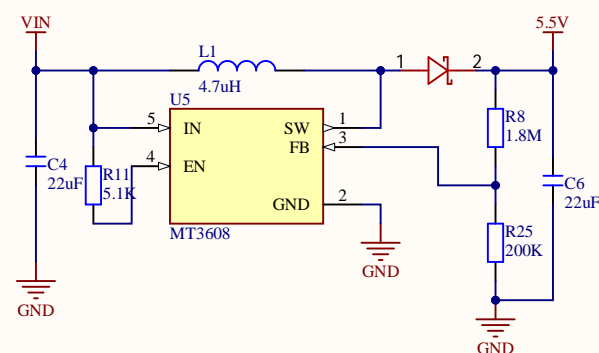 VIN
5.5V
L1
4.7uH
1
2
U5
5
IN
SW
1
FB
3
4
EN
GND
2
MT3608
R8
1.8M
C4
22uF
R11
5.1K
C6
22uF
R25
200K
GND
GND
GND